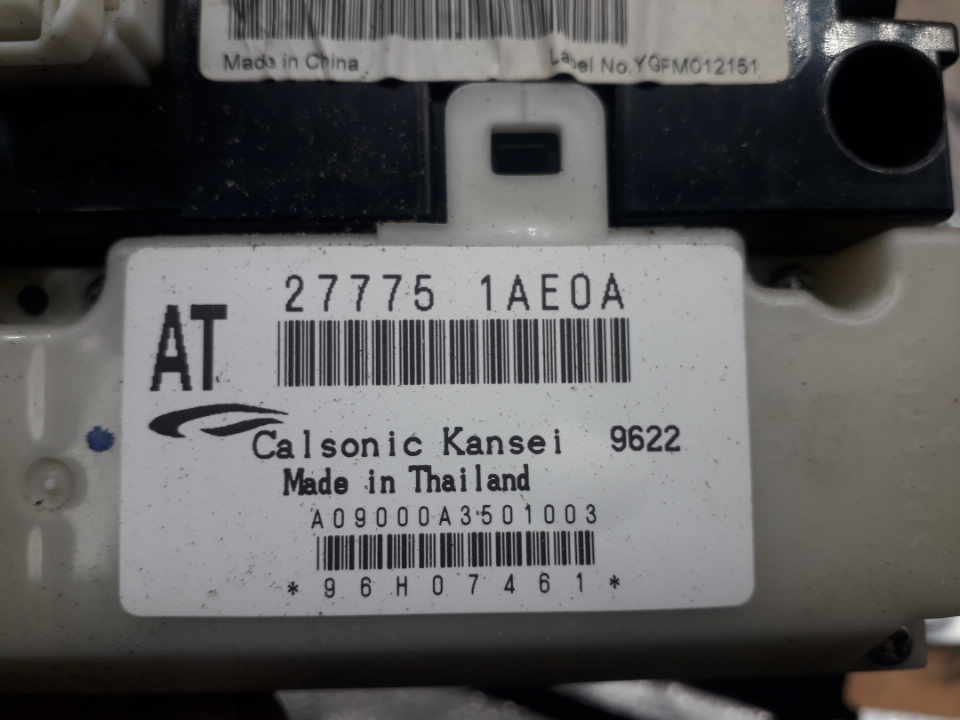 Made in China
Label No.YGFM012151
27775 1AE0A
AT
Calsonic Kansei 9622
Made in Thailand
A09000A3501003
*96H07461*